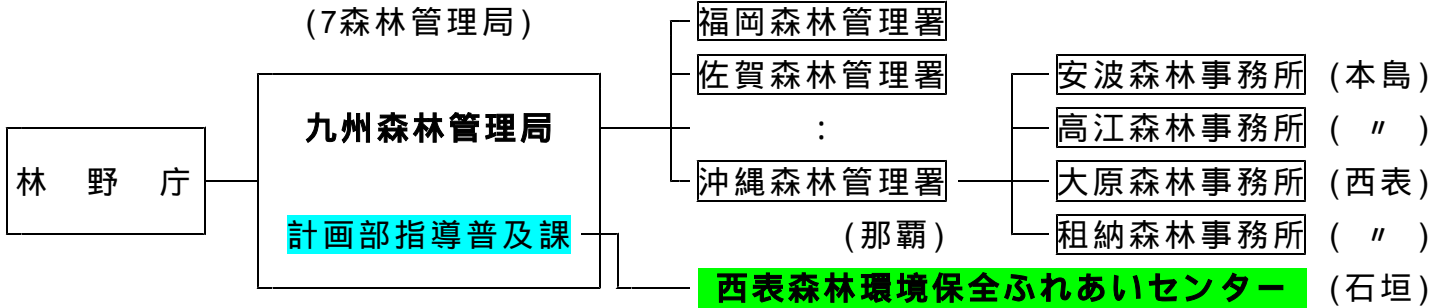 (7森林管理局)
福岡森林管理署
佐賀森林管理署
安波森林事務所 (本島)
九州森林管理局
:
高江森林事務所 ( 〃 )
林 野 庁
沖縄森林管理署
大原森林事務所 (西表)
計画部指導普及課
(那覇)
租納森林事務所 ( 〃 )
西表森林環境保全ふれあいセンター (石垣)